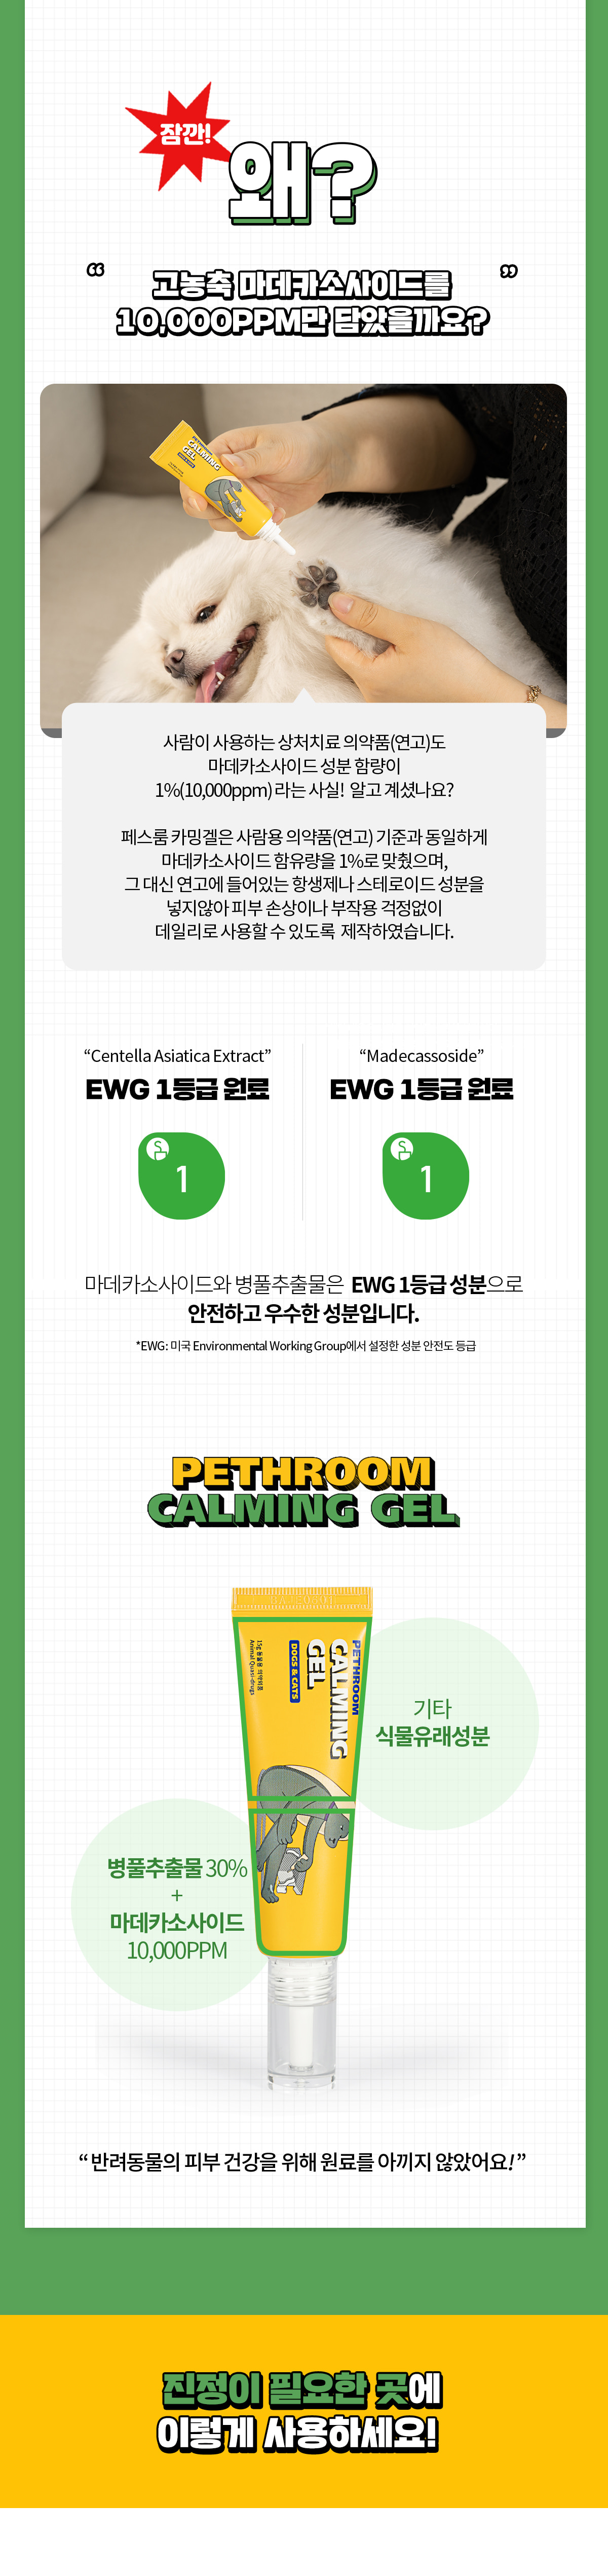 잠깐!
왜?
“ 고농축 마데카소사이드를 ”
10,000PPM만 담았을까요?
PETHROOM
CALMING
GEL
DOGS & CATS
사람이 사용하는 상처치료 의약품(연고)도
마데카소사이드 성분 함량이
1%(10,000ppm) 라는 사실! 알고 계셨나요?
페스룸 카밍겔은 사람용 의약품(연고) 기준과 동일하게
마데카소사이드 함유량을 1%로 맞췄으며,
그 대신 연고에 들어있는 항생제나 스테로이드 성분을
넣지않아 피부 손상이나 부작용 걱정없이
데일리로 사용할 수 있도록 제작하였습니다.
“Centella Asiatica Extract”
EWG 1등급 원료
1
“Madecassoside”
EWG 1등급 원료
1
마데카소사이드와 병풀추출물은 EWG 1등급 성분으로
안전하고 우수한 성분입니다.
*EWG: 미국 Environmental Working Group에서 설정한 성분 안전도 등급
PETHROOM
CALMING GEL
PETHROOM
CALMING
GEL
DOGS & CATS
15g 동물용 의약외품
Animal Quasi-drugs
기타
식물유래성분
병풀추출물 30%
+
마데카소사이드
10,000PPM
“ 반려동물의 피부 건강을 위해 원료를 아끼지 않았어요! ”
진정이 필요한 곳에
이렇게 사용하세요!